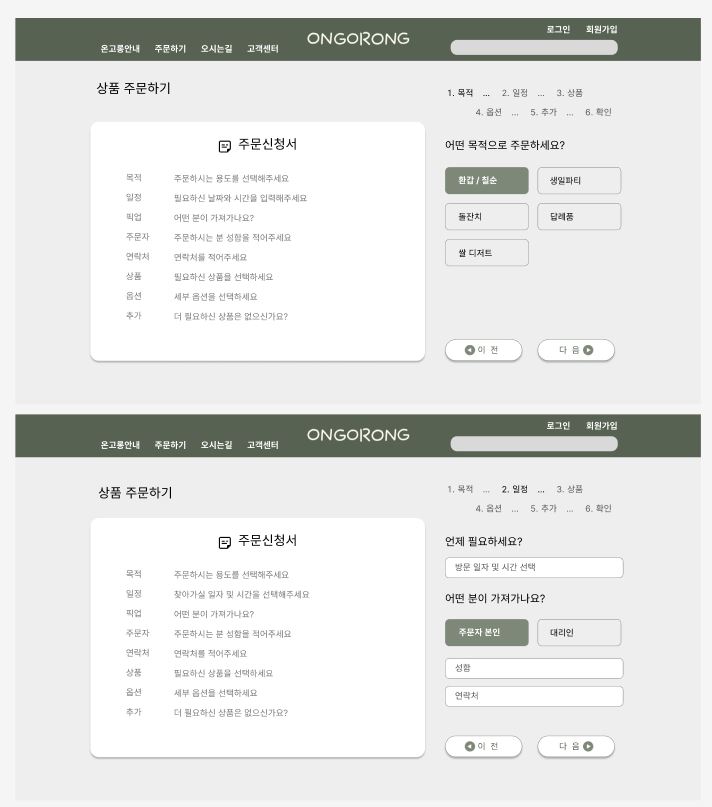 로그인 회원가입
온고롱안내 주문하기 오시는길 고객센터
ONGORONG
상품 주문하기
주문신청서
목적 주문하시는 용도를 선택해주세요
일정 필요하신 날짜와 시간을 입력해주세요
픽업 어떤 분이 가져가나요?
주문자 주문하시는 분 성함을 적어주세요
연락처 연락처를 적어주세요
상품 필요하신 상품을 선택하세요
옵션 세부 옵션을 선택하세요
추가 더 필요하신 상품은 없으신가요?
1. 목적 ... 2. 일정 ... 3. 상품
4. 옵션 ... 5. 추가 ... 6. 확인
어떤 목적으로 주문하세요?
환갑 / 칠순 생일파티
돌잔치 답례품
쌀 디저트
이 전 다 음
로그인 회원가입
온고롱안내 주문하기 오시는길 고객센터
ONGORONG
상품 주문하기
주문신청서
목적 주문하시는 용도를 선택해주세요
일정 찾아가실 일자 및 시간을 선택해주세요
픽업 어떤 분이 가져가나요?
주문자 주문하시는 분 성함을 적어주세요
연락처 연락처를 적어주세요
상품 필요하신 상품을 선택하세요
옵션 세부 옵션을 선택하세요
추가 더 필요하신 상품은 없으신가요?
1. 목적 ... 2. 일정 ... 3. 상품
4. 옵션 ... 5. 추가 ... 6. 확인
언제 필요하세요?
방문 일자 및 시간 선택
어떤 분이 가져가나요?
주문자 본인 대리인
성함
연락처
이 전 다 음